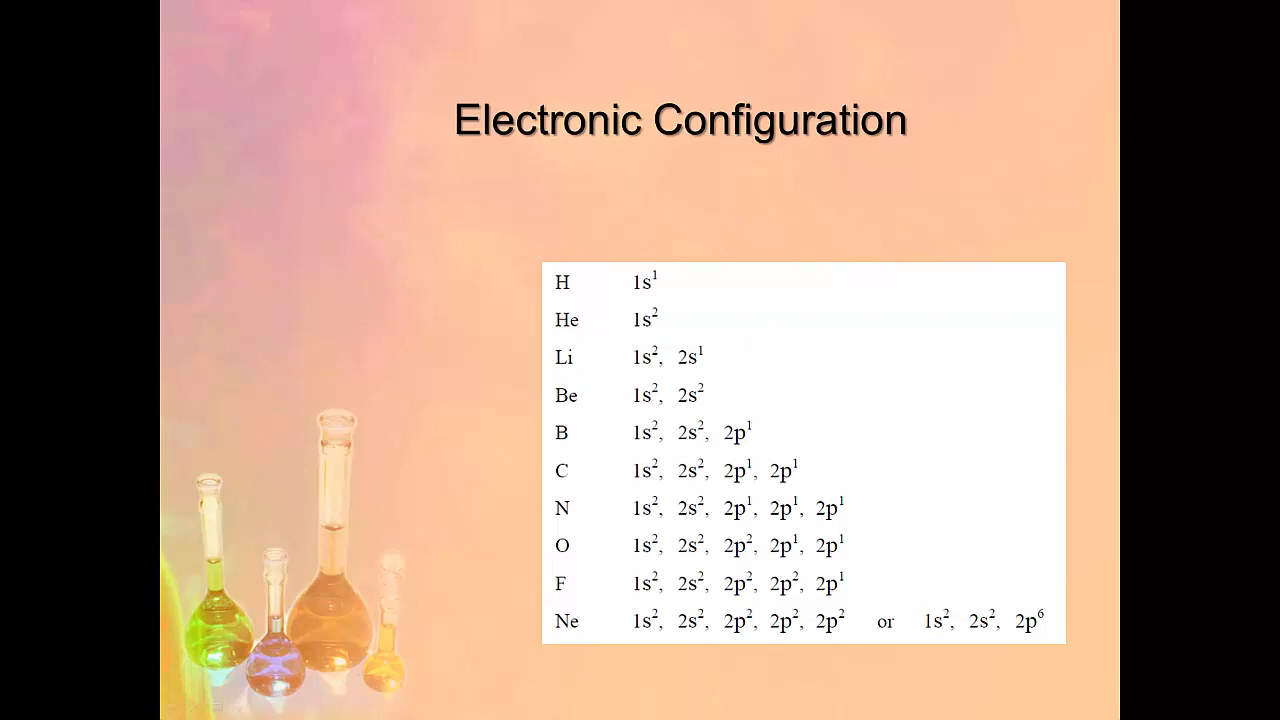 Electronic Configuration
H 1s¹
He 1s²
Li 1s², 2s¹
Be 1s², 2s²
B 1s², 2s², 2p¹
C 1s², 2s², 2p¹, 2p¹
N 1s², 2s², 2p¹, 2p¹, 2p¹
O 1s², 2s², 2p², 2p¹, 2p¹
F 1s², 2s², 2p², 2p², 2p¹
Ne 1s², 2s², 2p², 2p², 2p² or 1s², 2s², 2p⁶